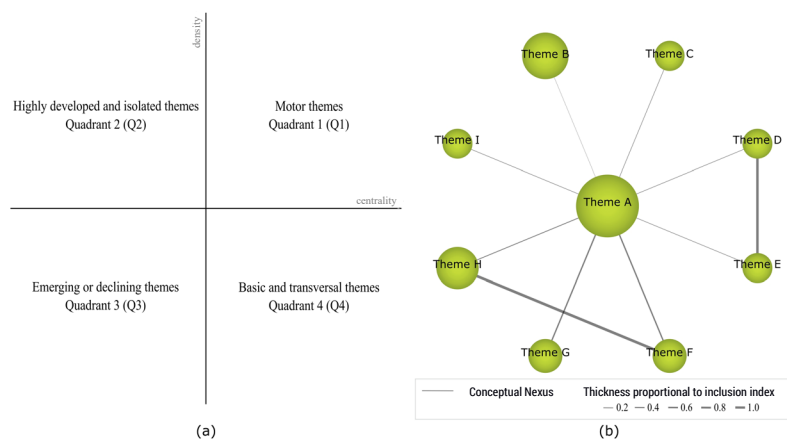 density
Highly developed and isolated themes
Quadrant 2 (Q2)
Motor themes
Quadrant 1 (Q1)
centrality
Emerging or declining themes
Quadrant 3 (Q3)
Basic and transversal themes
Quadrant 4 (Q4)
(a)
Theme B
Theme C
Theme I
Theme D
Theme A
Theme H
Theme E
Theme G
Theme F
Conceptual Nexus
Thickness proportional to inclusion index
0.2
0.4
0.6
0.8
1.0
(b)